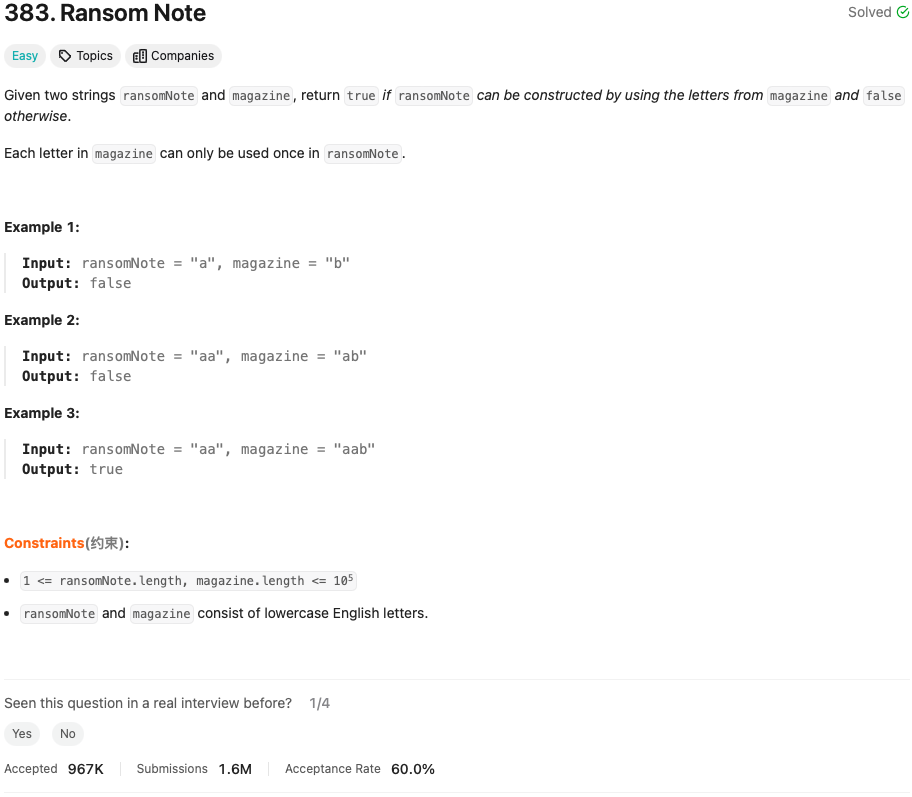 383. Ransom Note
Solved
Easy
Topics
Companies
Given two strings ransomNote and magazine, return true if ransomNote can be constructed by using the letters from magazine and false
otherwise.
Each letter in magazine can only be used once in ransomNote.
Example 1:
Input: ransomNote = "a", magazine = "b"
Output: false
Example 2:
Input: ransomNote = "aa", magazine = "ab"
Output: false
Example 3:
Input: ransomNote = "aa", magazine = "aab"
Output: true
Constraints(约束):
• 1 <= ransomNote.length, magazine.length <= 10⁵
• ransomNote and magazine consist of lowercase English letters.
Seen this question in a real interview before? 1/4
Yes No
Accepted 967K Submissions 1.6M Acceptance Rate 60.0%